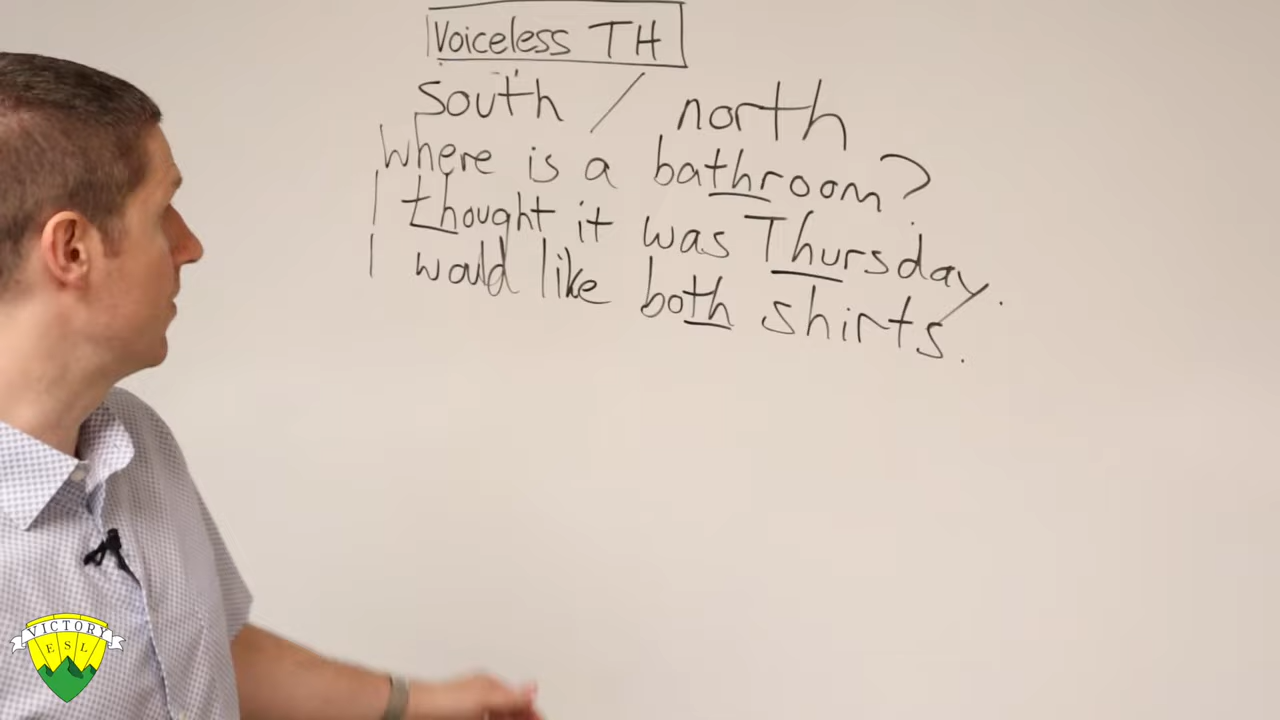 Voiceless TH
south / north
Where is a bathroom?
I thought it was Thursday.
I would like both shirts.
VICTORY
ESL